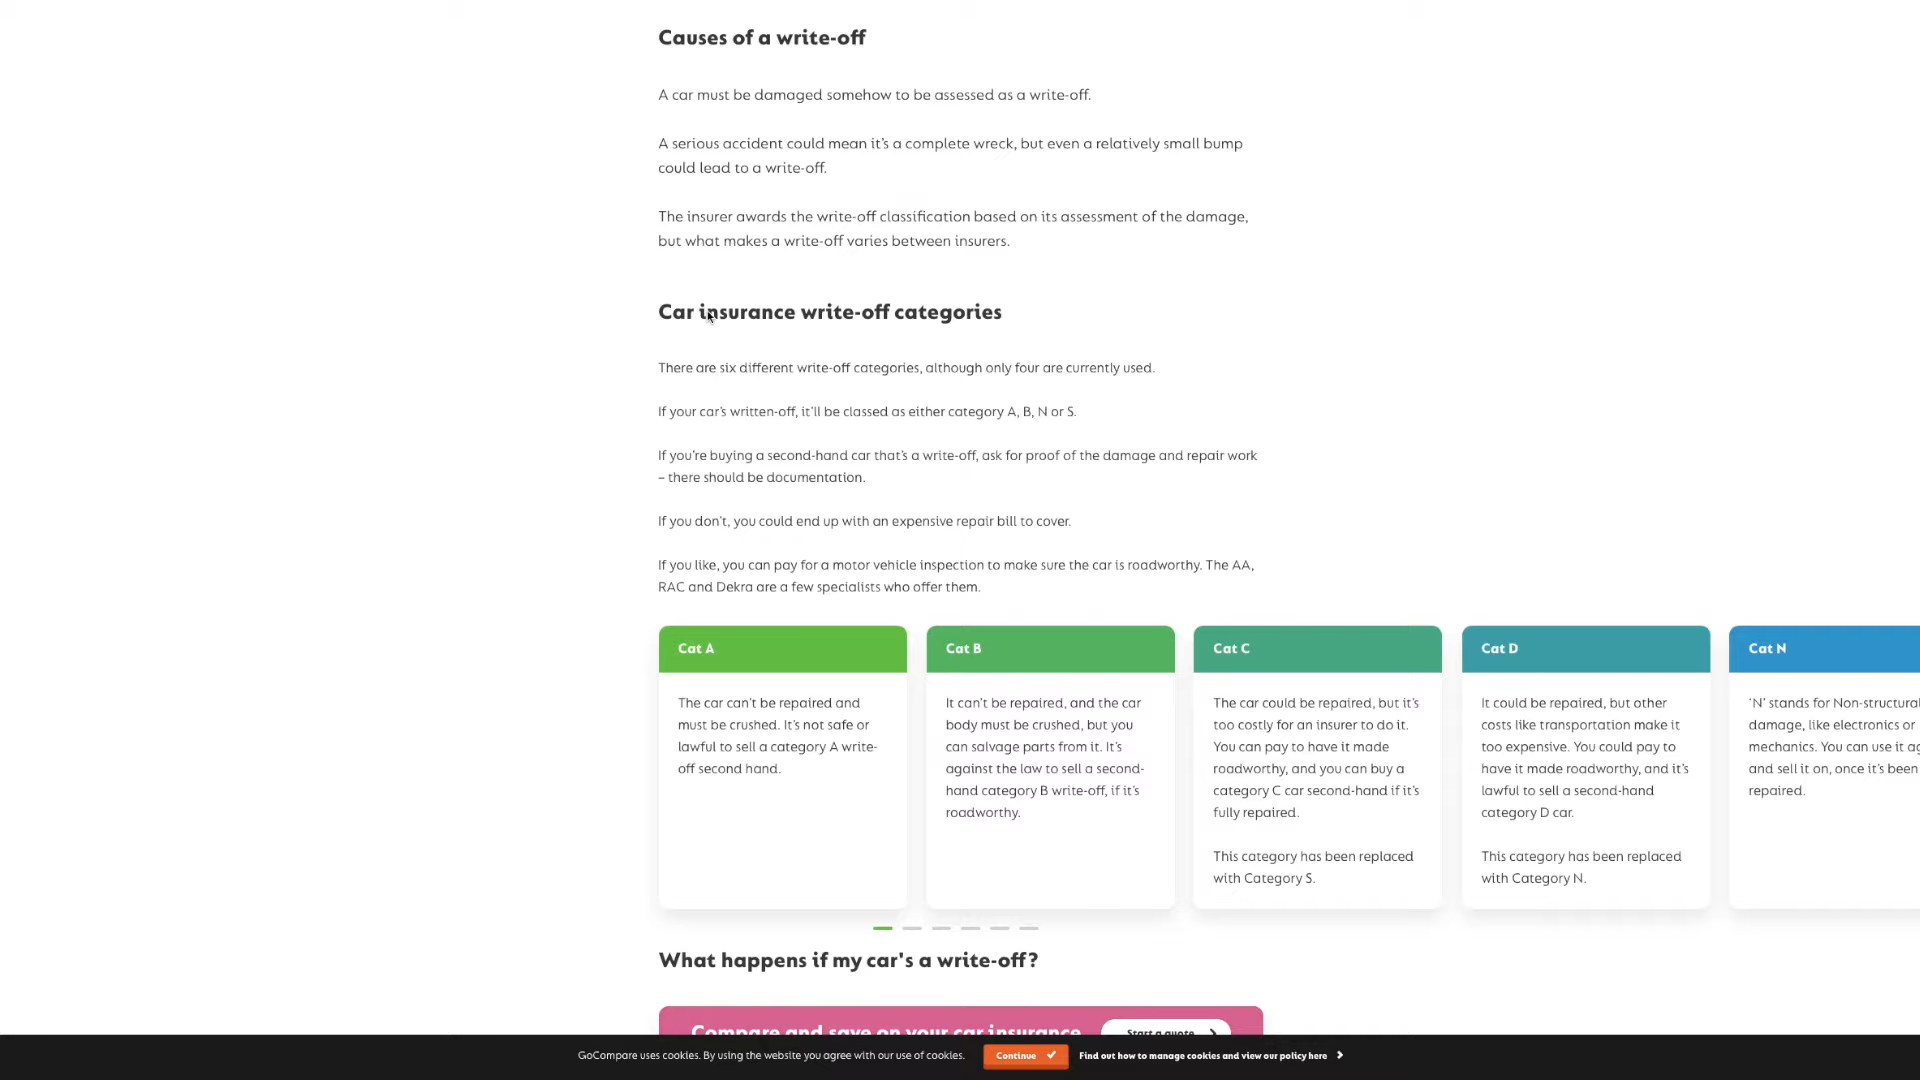 Causes of a write-off
A car must be damaged somehow to be assessed as a write-off.
A serious accident could mean it's a complete wreck, but even a relatively small bump
could lead to a write-off.
The insurer awards the write-off classification based on its assessment of the damage,
but what makes a write-off varies between insurers.
Car insurance write-off categories
There are six different write-off categories, although only four are currently used.
If your car's written-off, it'll be classed as either category A, B, N or S.
If you're buying a second-hand car that's a write-off, ask for proof of the damage and repair work
– there should be documentation.
If you don't, you could end up with an expensive repair bill to cover.
If you like, you can pay for a motor vehicle inspection to make sure the car is roadworthy. The AA,
RAC and Dekra are a few specialists who offer them.
Cat A
The car can't be repaired and
must be crushed. It's not safe or
lawful to sell a category A write-
off second hand.
Cat B
It can't be repaired, and the car
body must be crushed, but you
can salvage parts from it. It's
against the law to sell a second-
hand category B write-off, if it's
roadworthy.
Cat C
The car could be repaired, but it's
too costly for an insurer to do it.
You can pay to have it made
roadworthy, and you can buy a
category C car second-hand if it's
fully repaired.
This category has been replaced
with Category S.
Cat D
It could be repaired, but other
costs like transportation make it
too expensive. You could pay to
have it made roadworthy, and it's
lawful to sell a second-hand
category D car.
This category has been replaced
with Category N.
Cat N
'N' stands for Non-structural
damage, like electronics or
mechanics. You can use it
and sell it on, once it's been
repaired.
What happens if my car's a write-off?
Compare and save on your car insurance
Start a quote
GoCompare uses cookies. By using the website you agree with our use of cookies.
Continue
Find out how to manage cookies and view our policy here